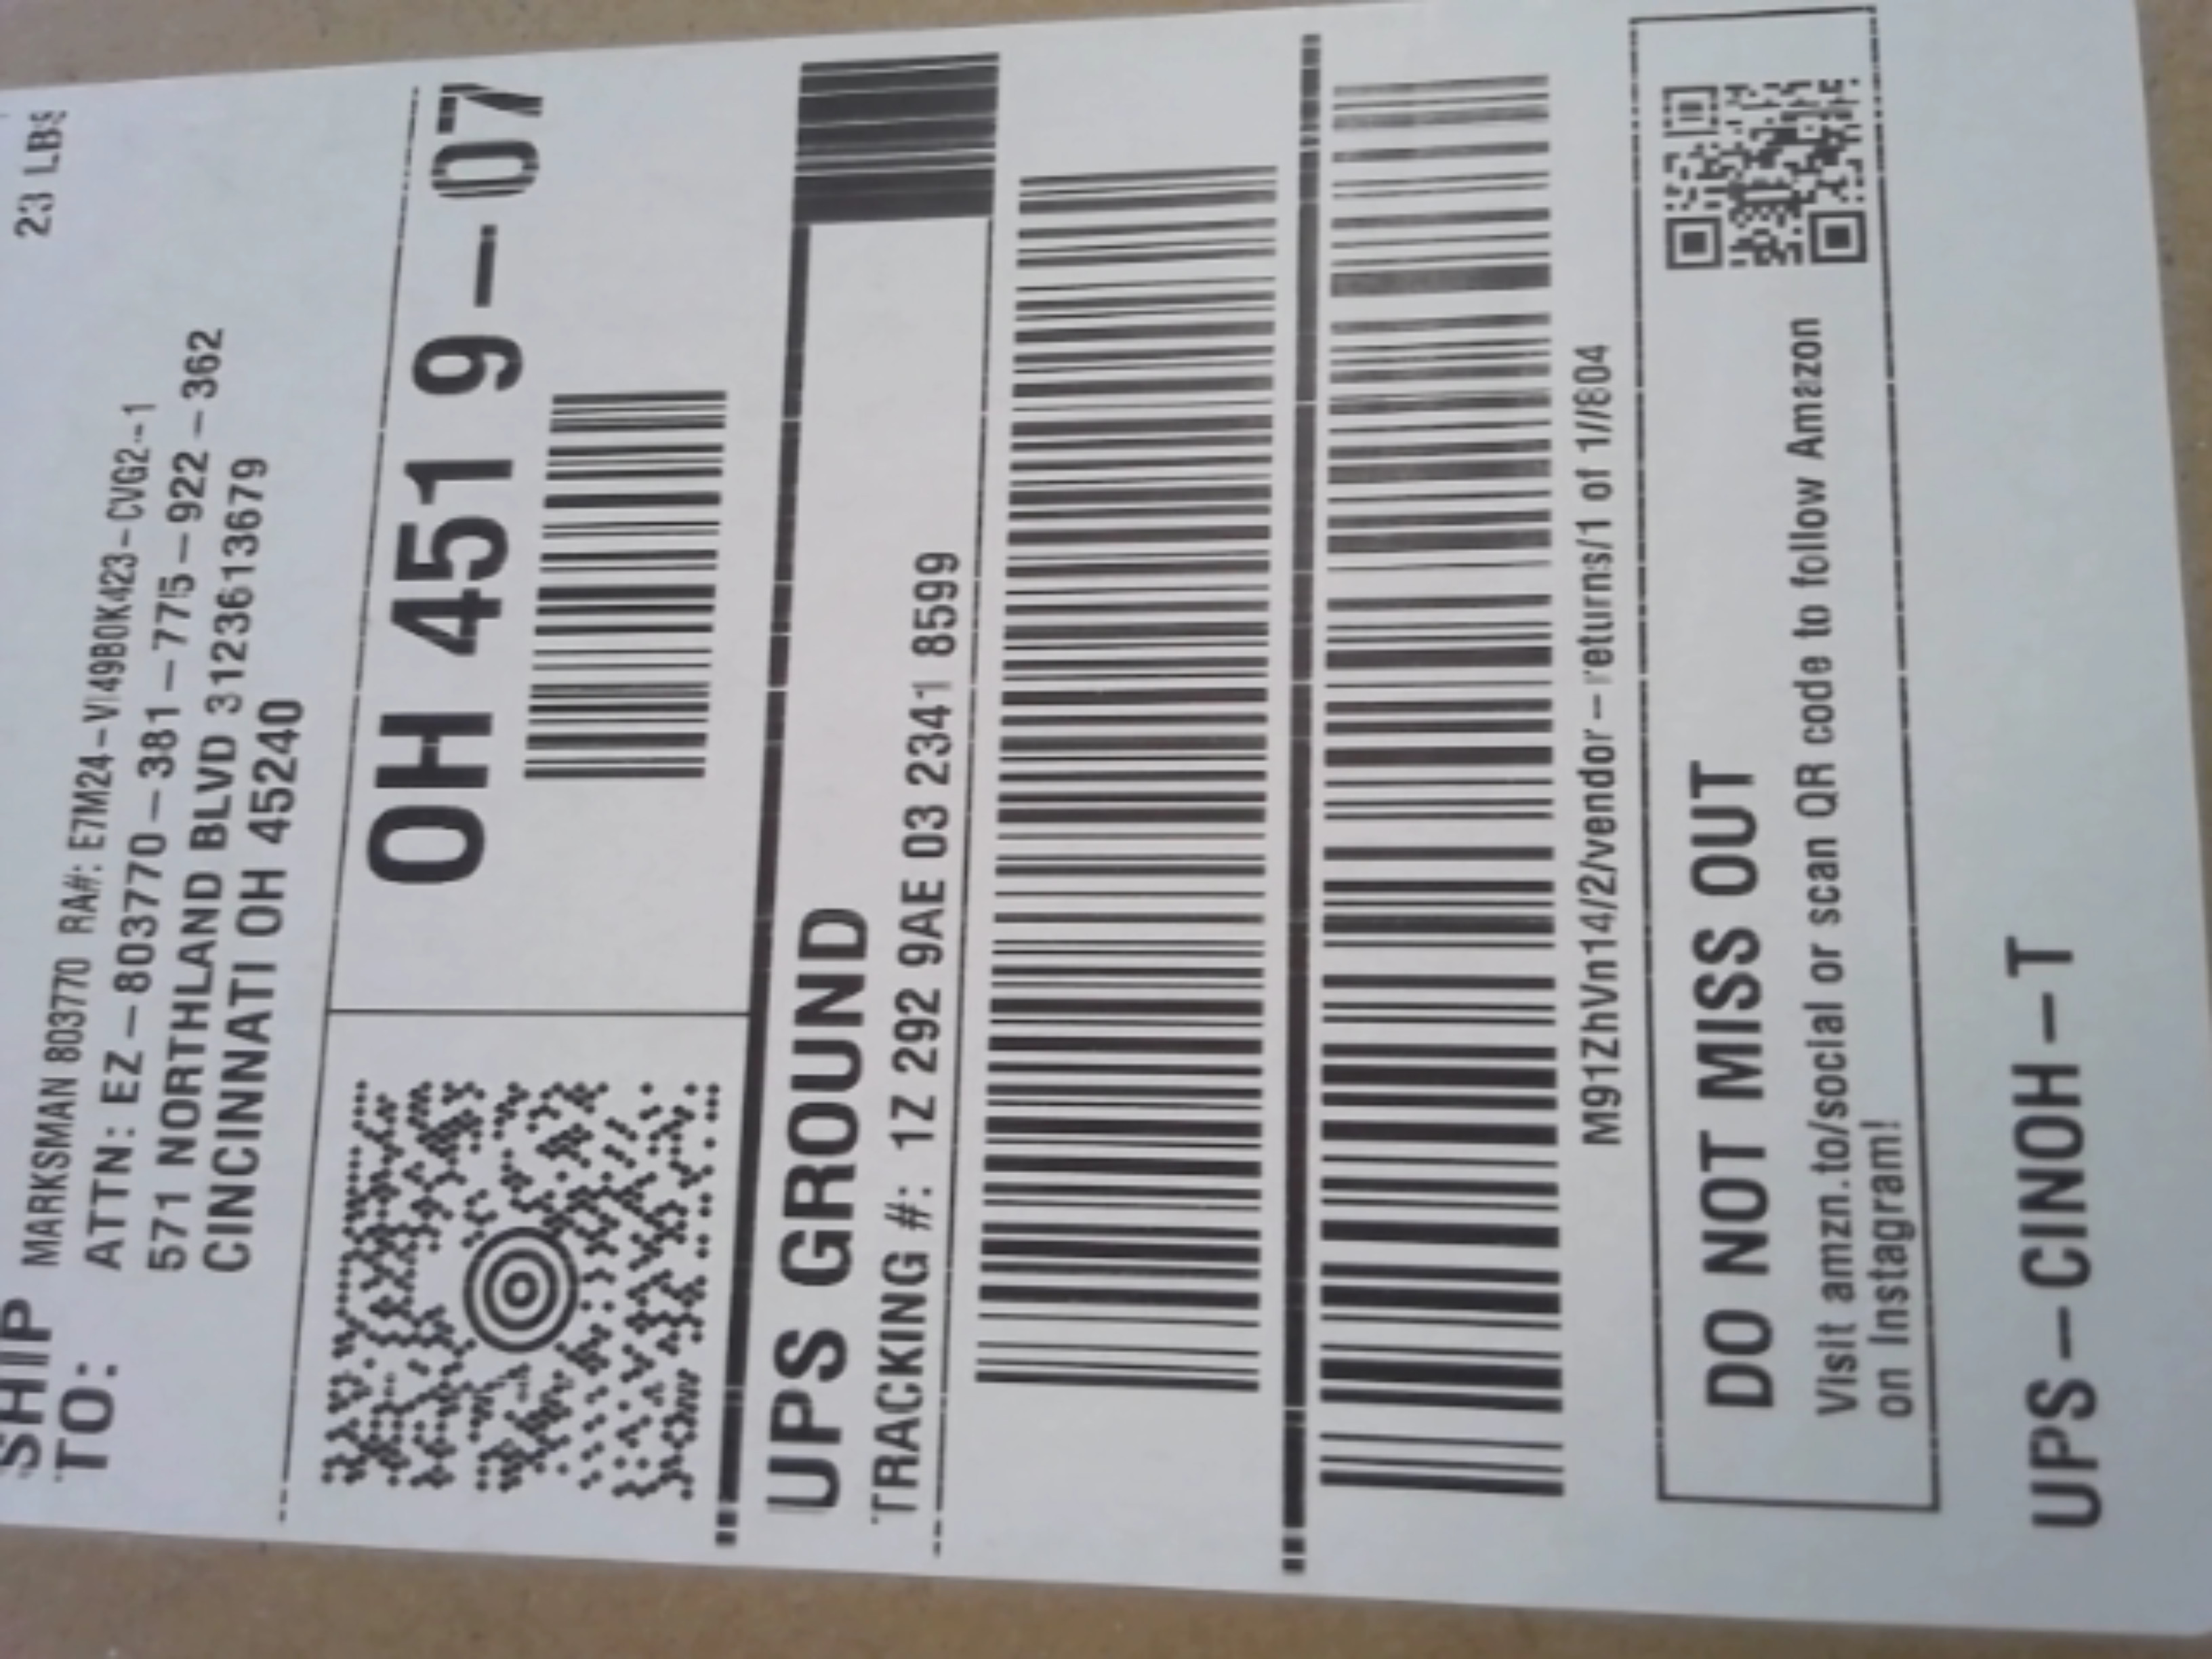 23 LBS
SHIP
TO:
MARKSMAN 803770 RA#: E7M24-VI49B0K423-CVG2--1
ATTN: EZ-803770-381-775-922-362
571 NORTHLAND BLVD 3123613679
CINCINNATI OH 45240
OH 451 9-07
UPS GROUND
TRACKING #: 1Z 292 9AE 03 2341 8599
M91ZhVn14/2/vendor-returns/1 of 1//804
DO NOT MISS OUT
Visit amzn.to/social or scan QR code to follow Amazon
on Instagram!
UPS-CINOH-T